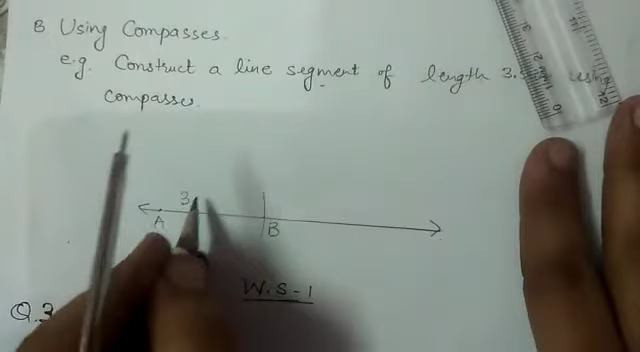 B. Using Compasses.
e.g. Construct a line segment of length 3.
compasses.
3
A
B
W.S-1
Q.3